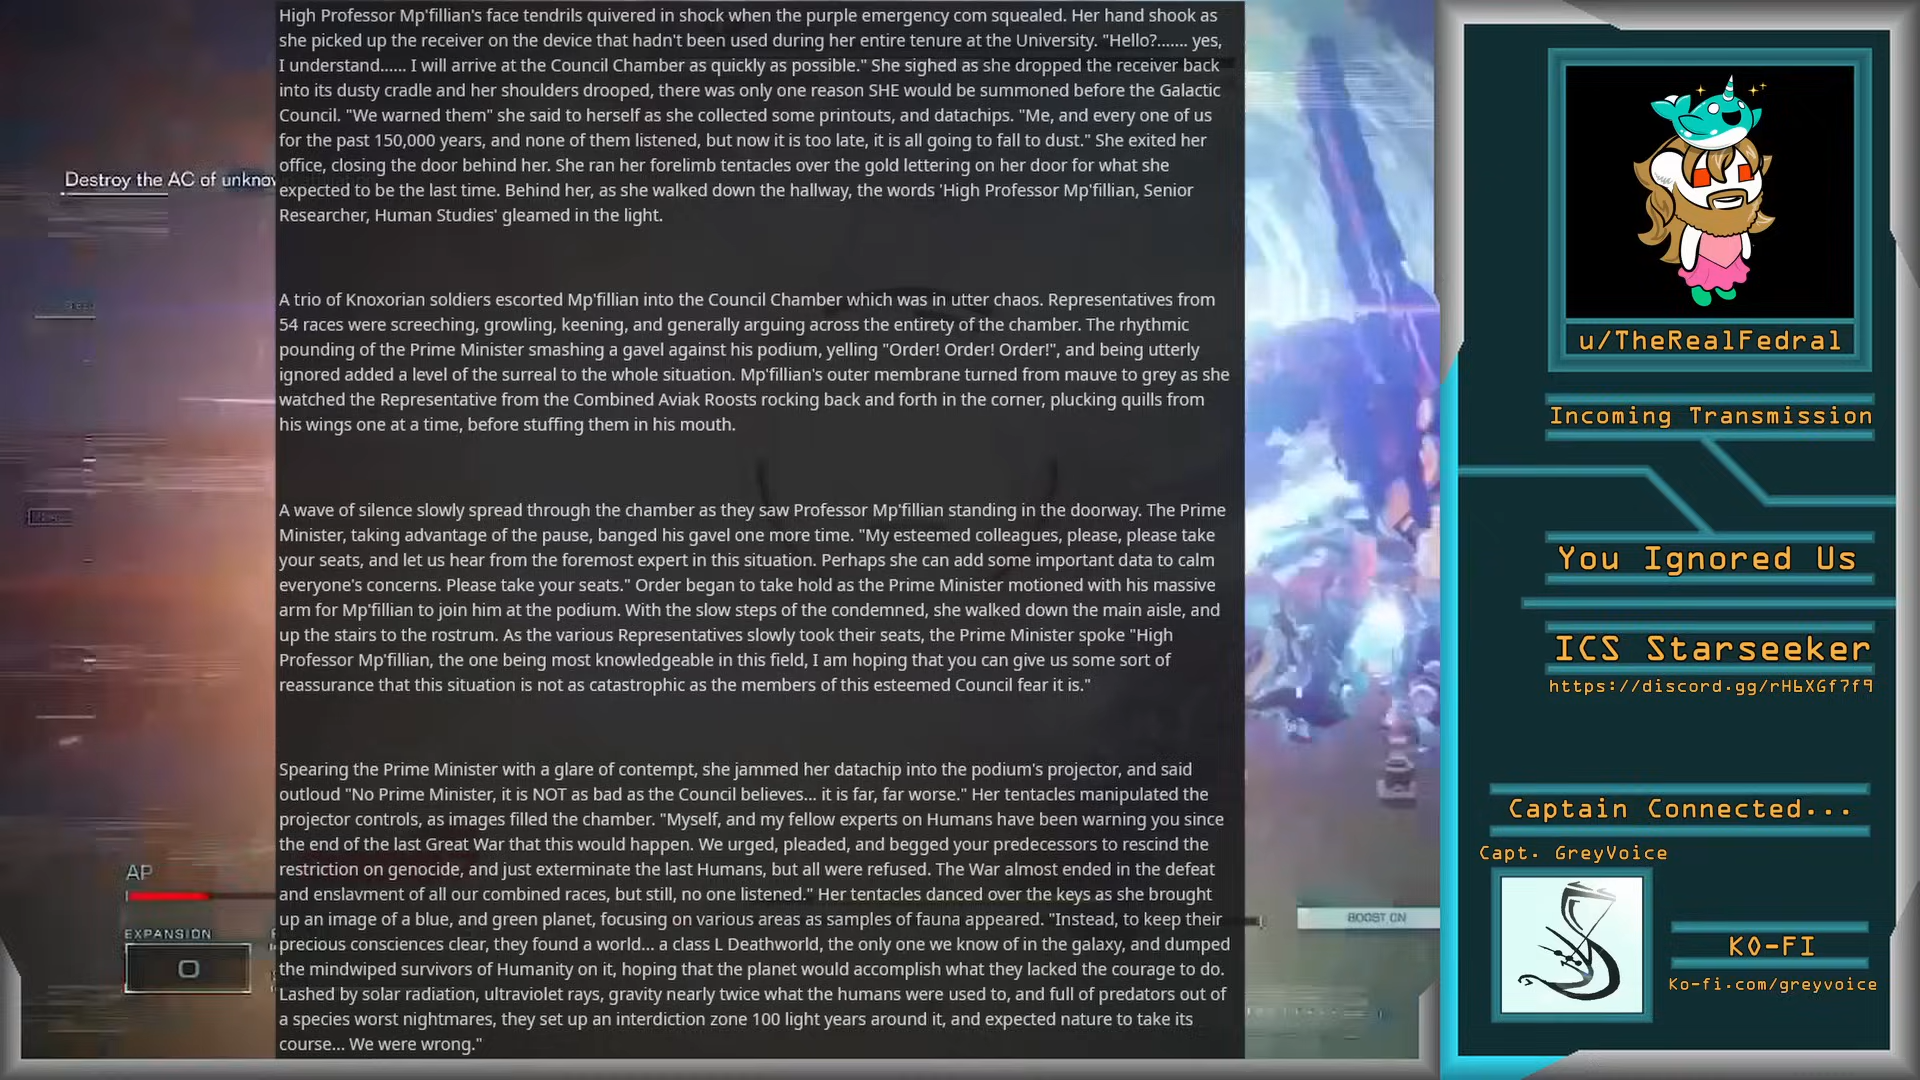 High Professor Mp'fillian's face tendrils quivered in shock when the purple emergency com squealed. Her hand shook as
she picked up the receiver on the device that hadn't been used during her entire tenure at the University. "Hello?....... yes,
I understand...... I will arrive at the Council Chamber as quickly as possible." She sighed as she dropped the receiver back
into its dusty cradle and her shoulders drooped, there was only one reason SHE would be summoned before the Galactic
Council. "We warned them" she said to herself as she collected some printouts, and datachips. "Me, and every one of us
for the past 150,000 years, and none of them listened, but now it is too late, it is all going to fall to dust." She exited her
office, closing the door behind her. She ran her forelimb tentacles over the gold lettering on her door for what she
expected to be the last time. Behind her, as she walked down the hallway, the words 'High Professor Mp'fillian, Senior
Researcher, Human Studies' gleamed in the light.
A trio of Knoxorian soldiers escorted Mp'fillian into the Council Chamber which was in utter chaos. Representatives from
54 races were screeching, growling, keening, and generally arguing across the entirety of the chamber. The rhythmic
pounding of the Prime Minister smashing a gavel against his podium, yelling "Order! Order! Order!", and being utterly
ignored added a level of the surreal to the whole situation. Mp'fillian's outer membrane turned from mauve to grey as she
watched the Representative from the Combined Aviak Roosts rocking back and forth in the corner, plucking quills from
his wings one at a time, before stuffing them in his mouth.
A wave of silence slowly spread through the chamber as they saw Professor Mp'fillian standing in the doorway. The Prime
Minister, taking advantage of the pause, banged his gavel one more time. "My esteemed colleagues, please, please take
your seats, and let us hear from the foremost expert in this situation. Perhaps she can add some important data to calm
everyone's concerns. Please take your seats." Order began to take hold as the Prime Minister motioned with his massive
arm for Mp'fillian to join him at the podium. With the slow steps of the condemned, she walked down the main aisle, and
up the stairs to the rostrum. As the various Representatives slowly took their seats, the Prime Minister spoke "High
Professor Mp'fillian, the one being most knowledgeable in this field, I am hoping that you can give us some sort of
reassurance that this situation is not as catastrophic as the members of this esteemed Council fear it is."
Spearing the Prime Minister with a glare of contempt, she jammed her datachip into the podium's projector, and said
outloud "No Prime Minister, it is NOT as bad as the Council believes... it is far, far worse." Her tentacles manipulated the
projector controls, as images filled the chamber. "Myself, and my fellow experts on Humans have been warning you since
the end of the last Great War that this would happen. We urged, pleaded, and begged your predecessors to rescind the
restriction on genocide, and just exterminate the last Humans, but all were refused. The War almost ended in the defeat
and enslavment of all our combined races, but still, no one listened." Her tentacles danced over the keys as she brought
up an image of a blue, and green planet, focusing on various areas as samples of fauna appeared. "Instead, to keep their
precious consciences clear, they found a world... a class L Deathworld, the only one we know of in the galaxy, and dumped
the mindwiped survivors of Humanity on it, hoping that the planet would accomplish what they lacked the courage to do.
Lashed by solar radiation, ultraviolet rays, gravity nearly twice what the humans were used to, and full of predators out of
a species worst nightmares, they set up an interdiction zone 100 light years around it, and expected nature to take its
course... We were wrong."
Destroy the AC of
AP
EXPANSION
BOOST ON
u/TheRealFedral
Incoming Transmission
You Ignored Us
ICS Starseeker
https://discord.gg/rH6XGf7f9
Captain Connected...
Capt. GreyVoice
KO-FI
Ko-fi.com/greyvoice